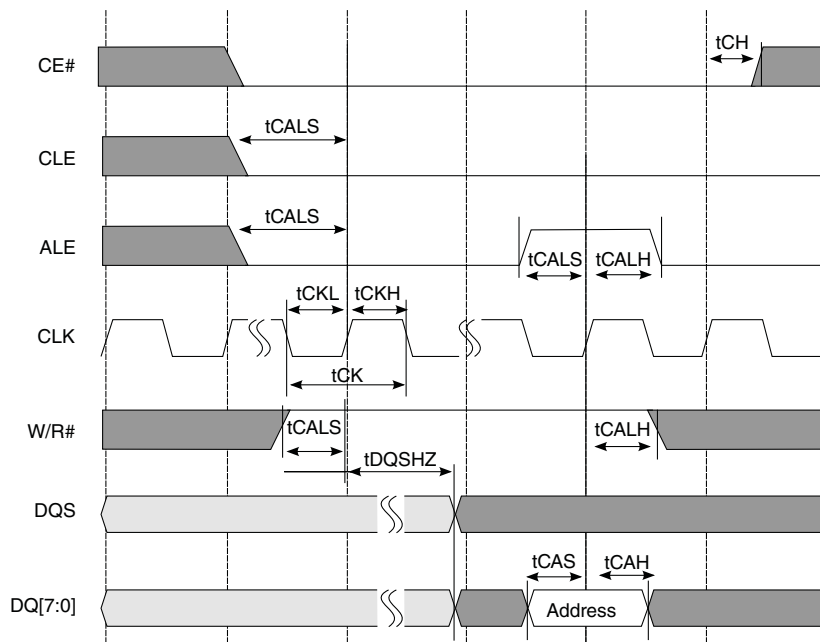 tCH
CE#
tCALS
CLE
tCALS
ALE
tCALS tCALH
tCKL tCKH
CLK
tCK
W/R#
tCALS tCALH
tDQSHZ
DQS
tCAS tCAH
DQ[7:0] Address